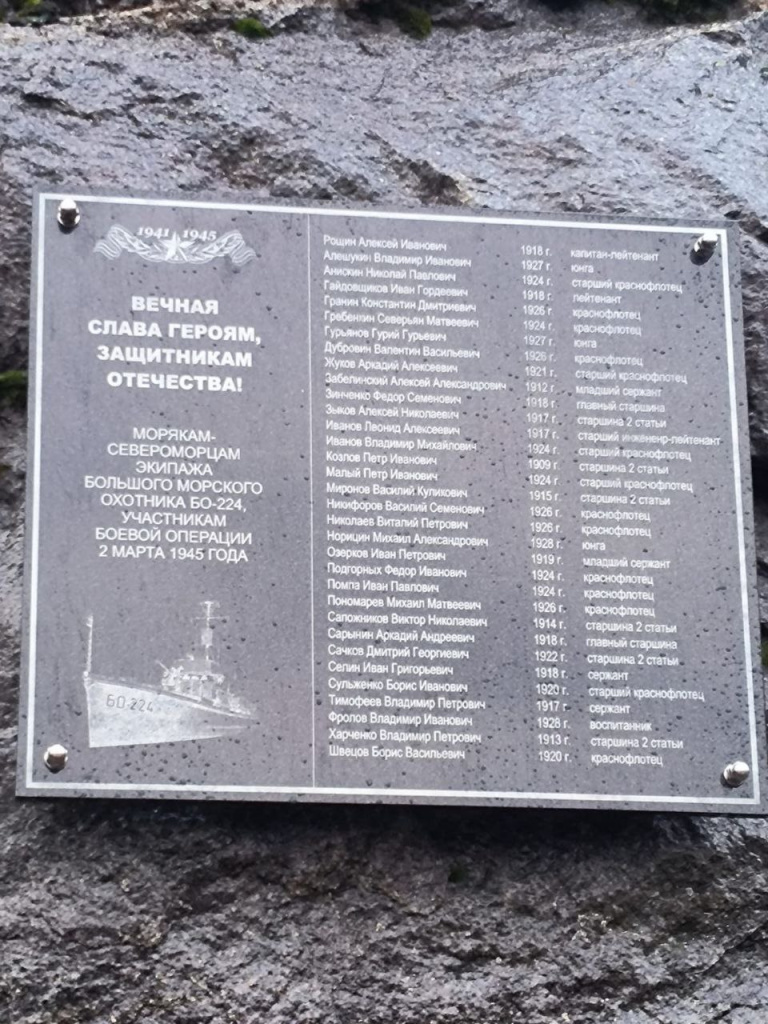 1941 1945
ВЕЧНАЯ
СЛАВА ГЕРОЯМ,
ЗАЩИТНИКАМ
ОТЕЧЕСТВА!
МОРЯКАМ-
СЕВЕРОМОРЦАМ
ЭКИПАЖА
БОЛЬШОГО МОРСКОГО
ОХОТНИКА БО-224,
УЧАСТНИКАМ
БОЕВОЙ ОПЕРАЦИИ
2 МАРТА 1945 ГОДА
БО-224
Рощин Алексей Иванович 1918 г. капитан-лейтенант
Алешукин Владимир Иванович 1927 г. юнга
Анискин Николай Павлович 1924 г. старший краснофлотец
Гайдовщиков Иван Гордеевич 1918 г. лейтенант
Гранин Константин Дмитриевич 1926 г. краснофлотец
Гребенкин Северьян Матвеевич 1924 г. краснофлотец
Гурьянов Гурий Гурьевич 1927 г. юнга
Дубровин Валентин Васильевич 1926 г. краснофлотец
Жуков Аркадий Алексеевич 1921 г. старший краснофлотец
Забелинский Алексей Александрович 1912 г. младший сержант
Зинченко Федор Семенович 1918 г. главный старшина
Зыков Алексей Николаевич 1917 г. старшина 2 статьи
Иванов Леонид Алексеевич 1917 г. старший инженер-лейтенант
Иванов Владимир Михайлович 1924 г. старший краснофлотец
Козлов Петр Иванович 1909 г. старшина 2 статьи
Малый Петр Иванович 1924 г. старший краснофлотец
Миронов Василий Куликович 1915 г. старшина 2 статьи
Никифоров Василий Семенович 1926 г. краснофлотец
Николаев Виталий Петрович 1926 г. краснофлотец
Норицин Михаил Александрович 1928 г. юнга
Озерков Иван Петрович 1919 г. младший сержант
Подгорных Федор Иванович 1924 г. краснофлотец
Помпа Иван Павлович 1924 г. краснофлотец
Пономарев Михаил Матвеевич 1926 г. краснофлотец
Сапожников Виктор Николаевич 1914 г. старшина 2 статьи
Сарынин Аркадий Андреевич 1918 г. главный старшина
Сачков Дмитрий Георгиевич 1922 г. старшина 2 статьи
Селин Иван Григорьевич 1918 г. сержант
Сульженко Борис Иванович 1920 г. старший краснофлотец
Тимофеев Владимир Петрович 1917 г. сержант
Фролов Владимир Иванович 1928 г. воспитанник
Харченко Владимир Петрович 1913 г. старшина 2 статьи
Швецов Борис Васильевич 1920 г. краснофлотец